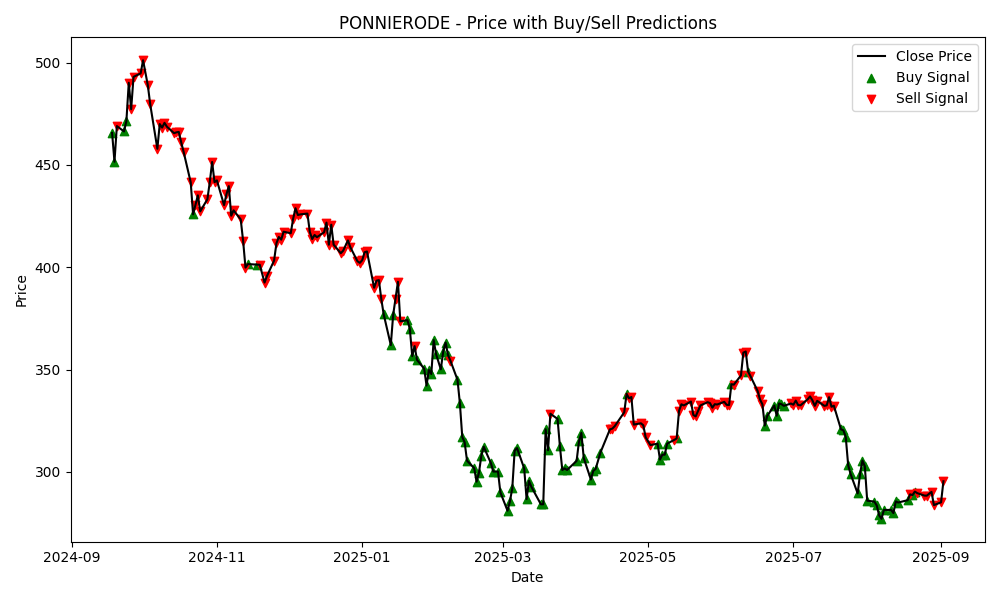 PONNIERODE - Price with Buy/Sell Predictions
Close Price
Buy Signal
Sell Signal
Price
500
450
400
350
300
2024-09
2024-11
2025-01
2025-03
2025-05
2025-07
2025-09
Date